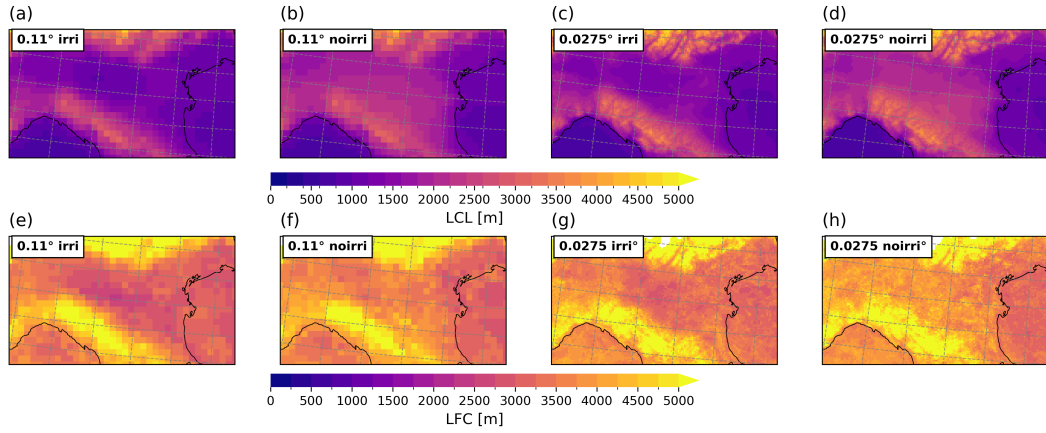 (a) (b) (c) (d)
0.11° irri 0.11° noirri 0.0275° irri 0.0275° noirri
0 500 1000 1500 2000 2500 3000 3500 4000 4500 5000
LCL [m]
(e) (f) (g) (h)
0.11° irri 0.11° noirri 0.0275 irri° 0.0275 noirri°
0 500 1000 1500 2000 2500 3000 3500 4000 4500 5000
LFC [m]